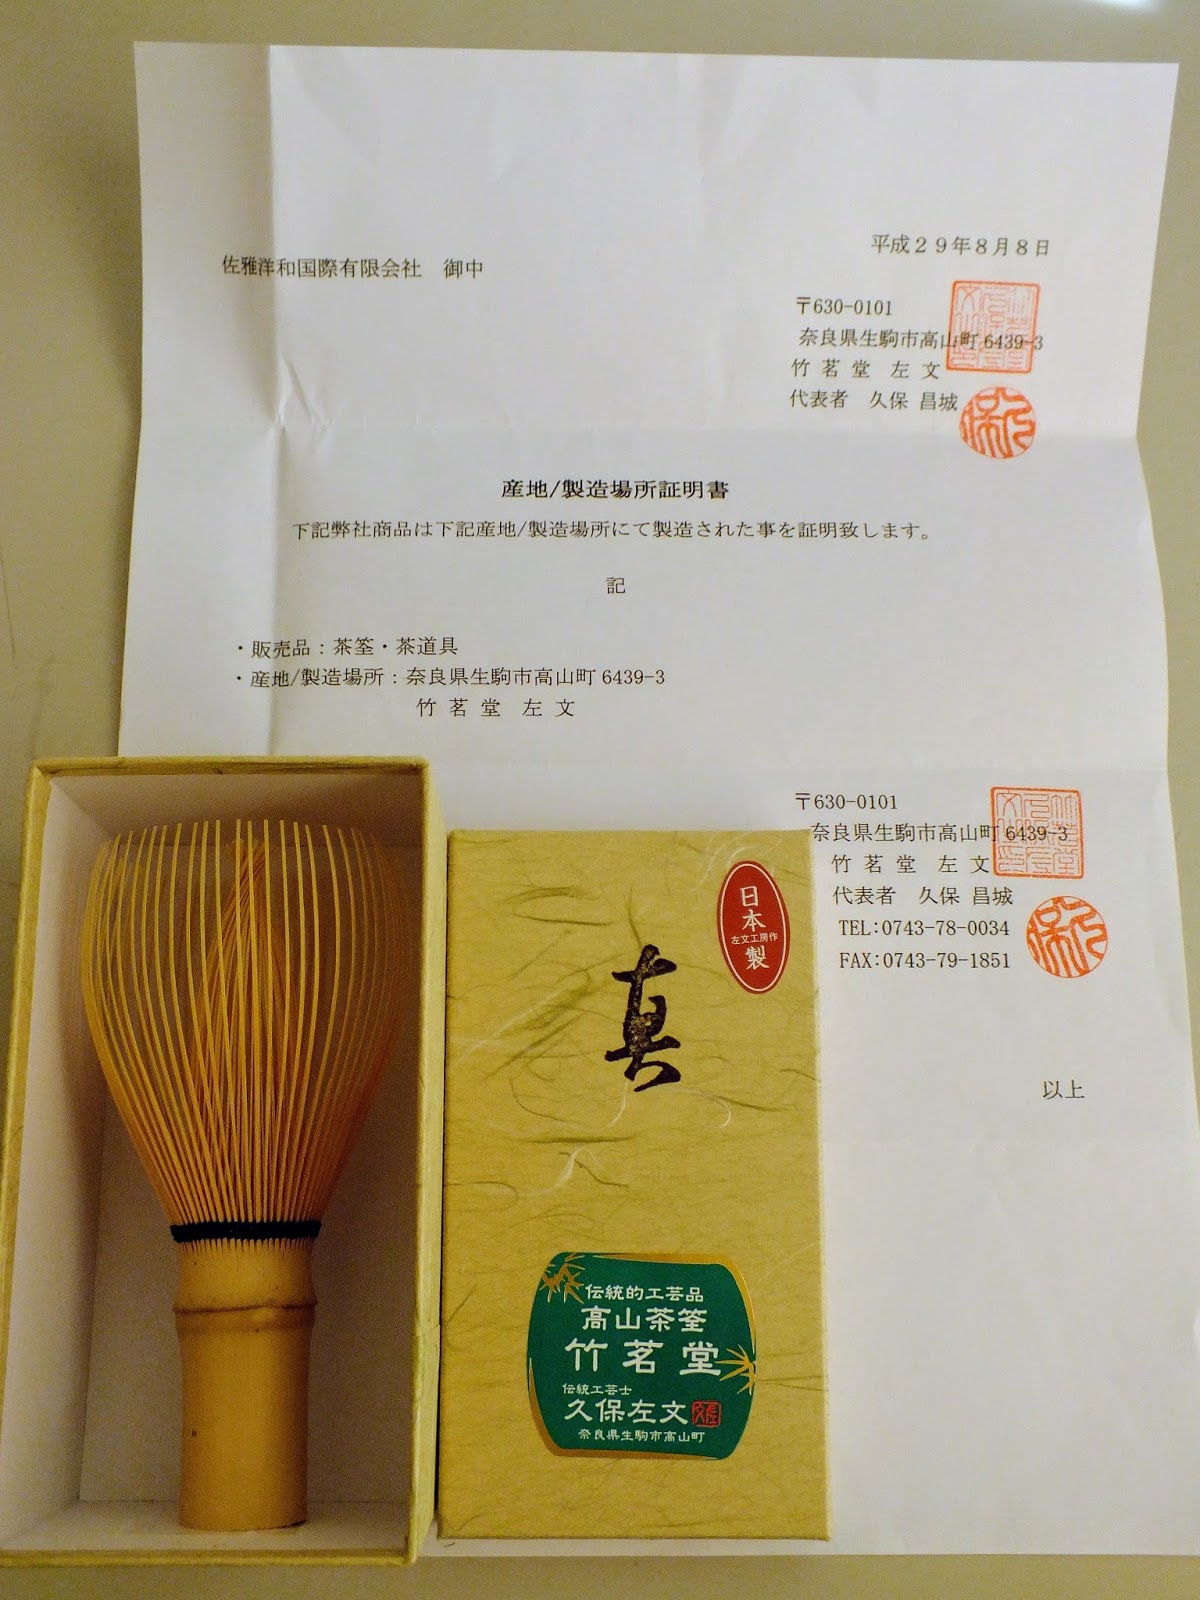 平成２９年８月８日
佐雅洋和国際有限会社　御中
〒630-0101
奈良県生駒市高山町 6439-3
竹 茗 堂　左 文
代表者　久保 昌城
産地/製造場所証明書
下記弊社商品は下記産地/製造場所にて製造された事を証明致します。
記
・販売品：茶筌・茶道具
・産地/製造場所：奈良県生駒市高山町 6439-3
竹 茗 堂　左 文
〒630-0101
奈良県生駒市高山町 6439-3
竹 茗 堂　左 文
代表者　久保 昌城
TEL:0743-78-0034
FAX:0743-79-1851
以上
日本
左文工房作
製
真
伝統的工芸品
高山茶筌
竹茗堂
伝統工芸士
久保左文
奈良県生駒市高山町